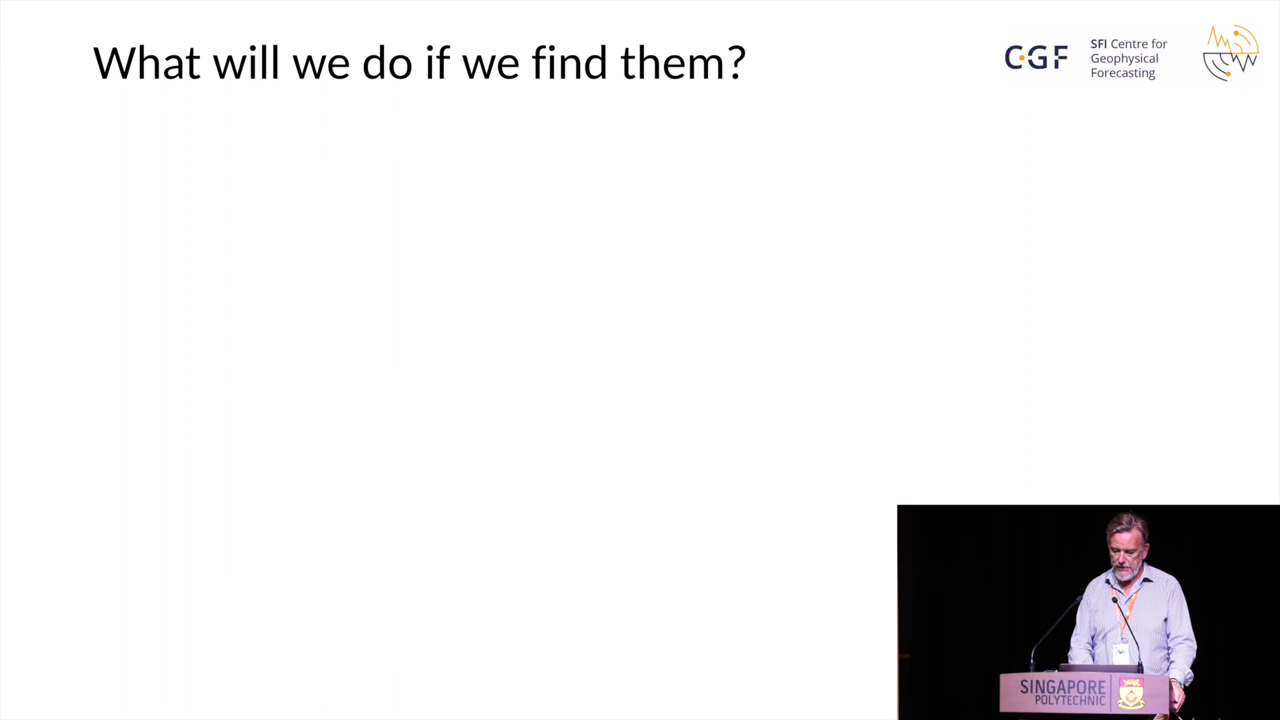 What will we do if we find them?
CGF
SFI Centre for
Geophysical
Forecasting
SINGAPORE
POLYTECHNIC